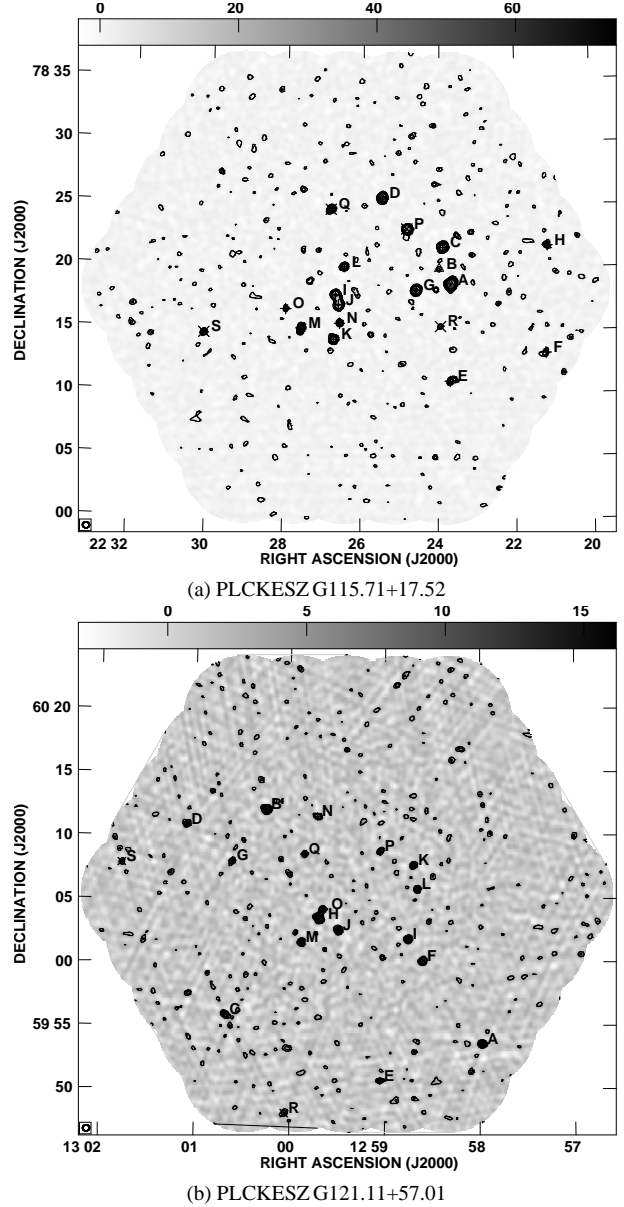 0 20 40 60
78 35
30
25
20
15
10
05
00
DECLINATION (J2000)
Q D
P
C
H
L B
A
I G
J
O
N
M
R
S
K
F
E
22 32 30 28 26 24 22 20
RIGHT ASCENSION (J2000)
(a) PLCKESZ G115.71+17.52
0 5 10 15
60 20
15
10
05
00
59 55
50
DECLINATION (J2000)
B
N
D
Q P
G
S
K
L
O
H
J
M I
F
G
A
E
R
13 02 01 00 12 59 58 57
RIGHT ASCENSION (J2000)
(b) PLCKESZ G121.11+57.01